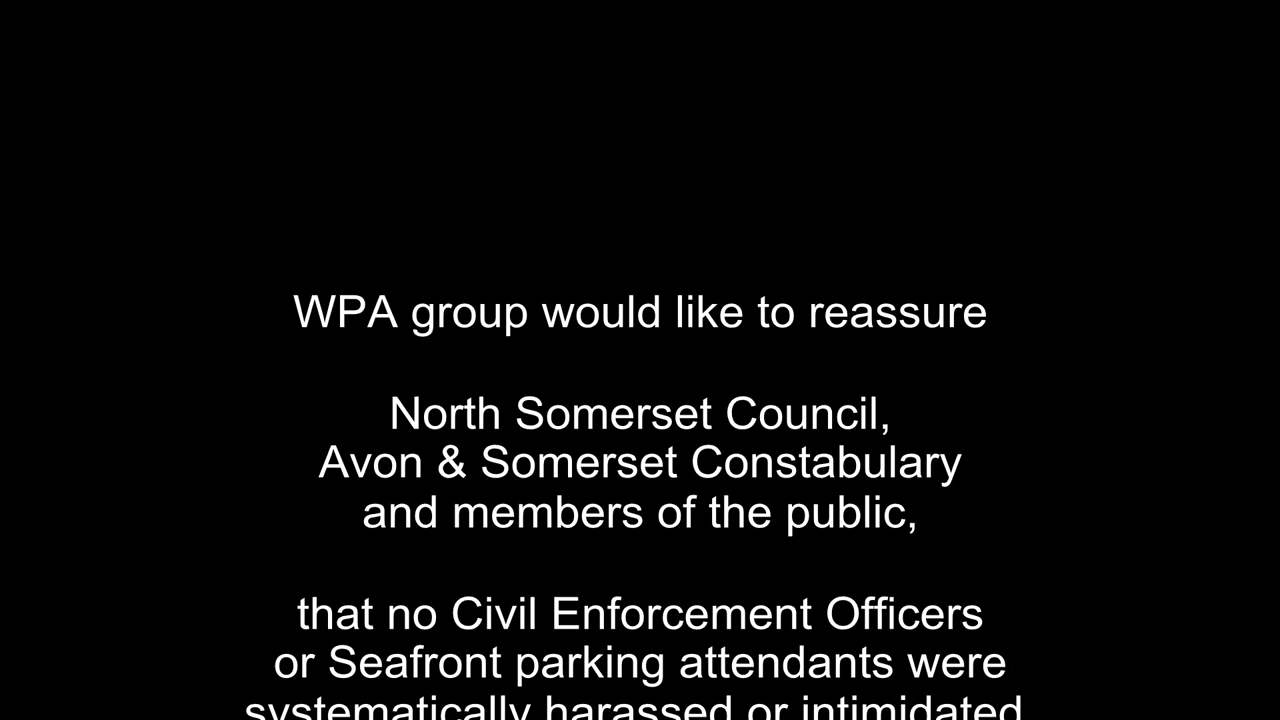 WPA group would like to reassure
North Somerset Council,
Avon & Somerset Constabulary
and members of the public,
that no Civil Enforcement Officers
or Seafront parking attendants were
systematically harassed or intimidated